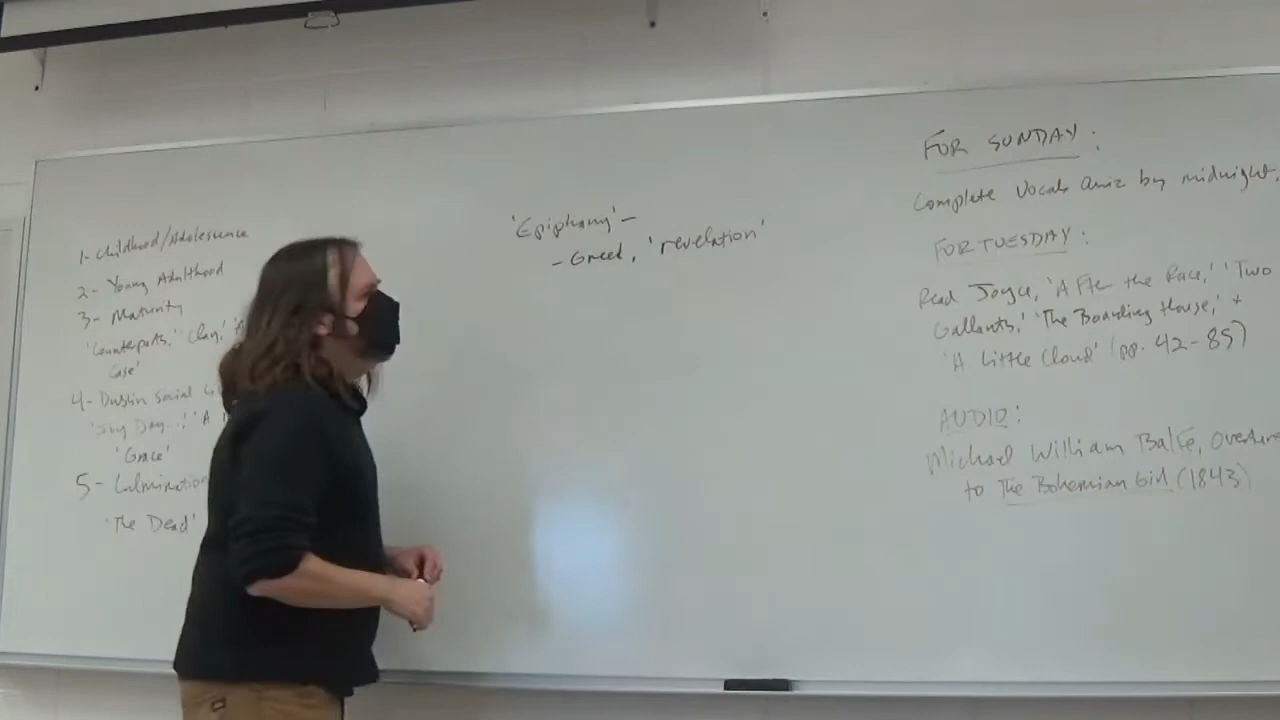 1- Childhood/Adolescence
2- Young Adulthood
3- Maturity
'Counterparts,' 'Clay,' 'A
Case'
4- Dublin Social
'Ivy Day...,' 'A
'Grace'
5- Culmination
'The Dead'
'Epiphany' -
- Greek, 'revelation'
FOR SUNDAY:
Complete Vocab Quiz by midnight.
FOR TUESDAY:
Read Joyce, 'After the Race,' 'Two
Gallants,' 'The Boarding House,' +
'A Little Cloud' (pp. 42-85)
AUDIO:
Michael William Balfe, Overture
to The Bohemian Girl (1843)